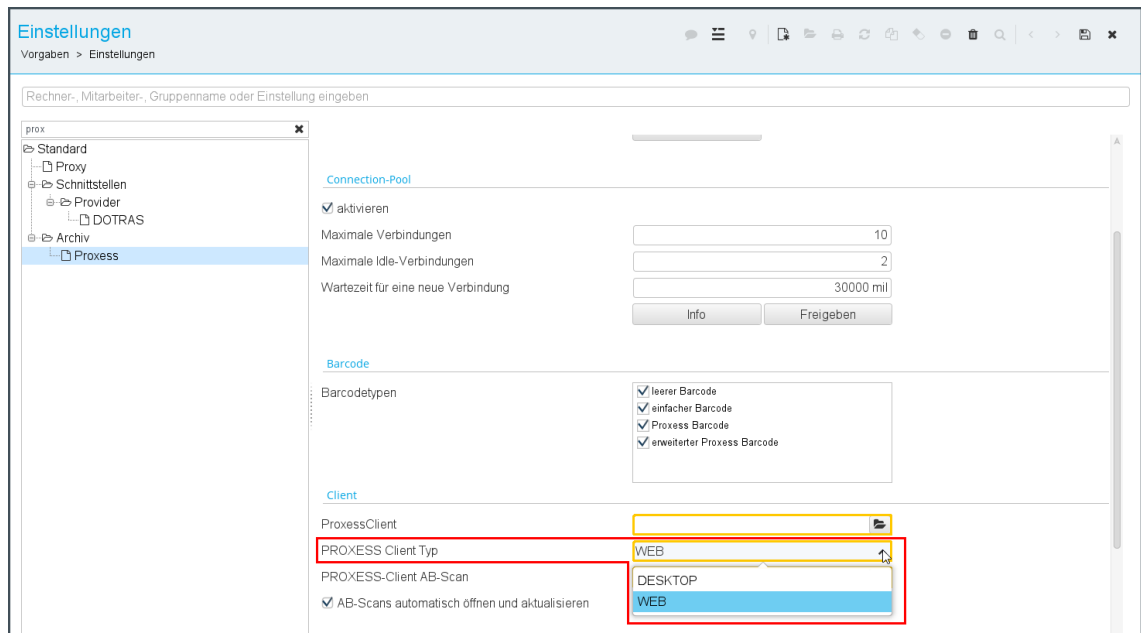 Einstellungen
Vorgaben > Einstellungen
Rechner-, Mitarbeiter-, Gruppenname oder Einstellung eingeben
prox
Standard
Proxy
Schnittstellen
Provider
DOTRAS
Archiv
Proxess
Connection-Pool
aktivieren
Maximale Verbindungen 10
Maximale Idle-Verbindungen 2
Wartezeit für eine neue Verbindung 30000 mil
Info Freigeben
Barcode
Barcodetypen
leerer Barcode
einfacher Barcode
Proxess Barcode
erweiterter Proxess Barcode
Client
ProxessClient
PROXESS Client Typ WEB
PROXESS-Client AB-Scan
DESKTOP
WEB
AB-Scans automatisch öffnen und aktualisieren